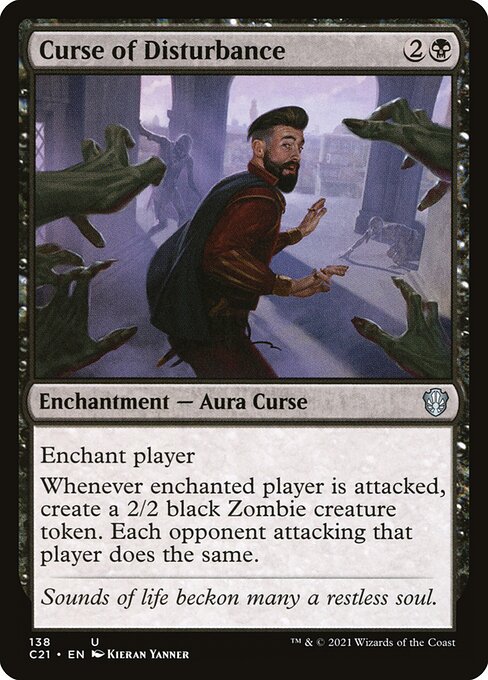 Curse of Disturbance 2
Enchantment — Aura Curse
Enchant player
Whenever enchanted player is attacked,
create a 2/2 black Zombie creature
token. Each opponent attacking that
player does the same.
Sounds of life beckon many a restless soul.
138 U
C21 • EN KIERAN YANNER
™ & © 2021 Wizards of the Coast